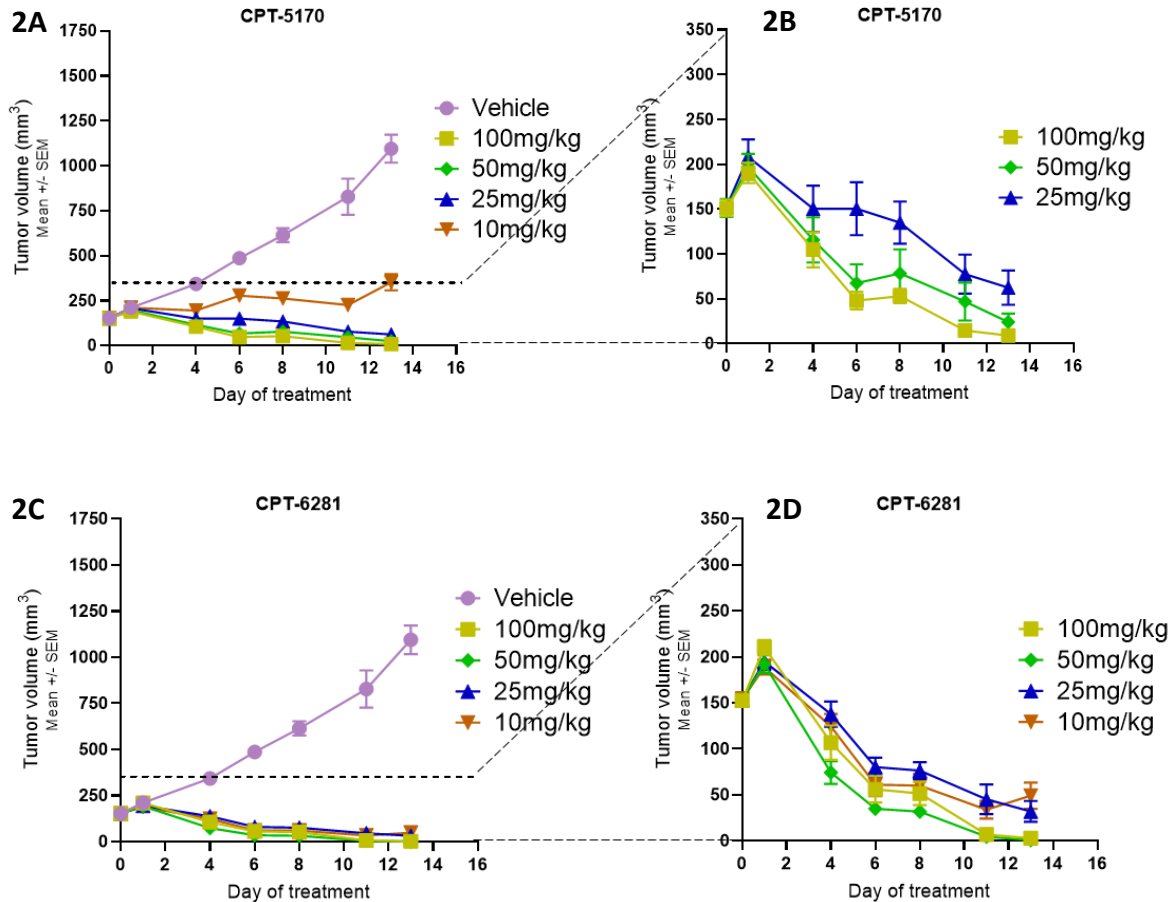 2A
CPT-5170
1750
1500
1250
1000
750
500
250
0
Tumor volume (mm³)
Mean +/- SEM
0 2 4 6 8 10 12 14 16
Day of treatment
Vehicle
100mg/kg
50mg/kg
25mg/kg
10mg/kg
2B
CPT-5170
350
300
250
200
150
100
50
0
Tumor volume (mm³)
Mean +/- SEM
0 2 4 6 8 10 12 14 16
Day of treatment
100mg/kg
50mg/kg
25mg/kg
2C
CPT-6281
1750
1500
1250
1000
750
500
250
0
Tumor volume (mm³)
Mean +/- SEM
0 2 4 6 8 10 12 14 16
Day of treatment
Vehicle
100mg/kg
50mg/kg
25mg/kg
10mg/kg
2D
CPT-6281
350
300
250
200
150
100
50
0
Tumor volume (mm³)
Mean +/- SEM
0 2 4 6 8 10 12 14 16
Day of treatment
100mg/kg
50mg/kg
25mg/kg
10mg/kg